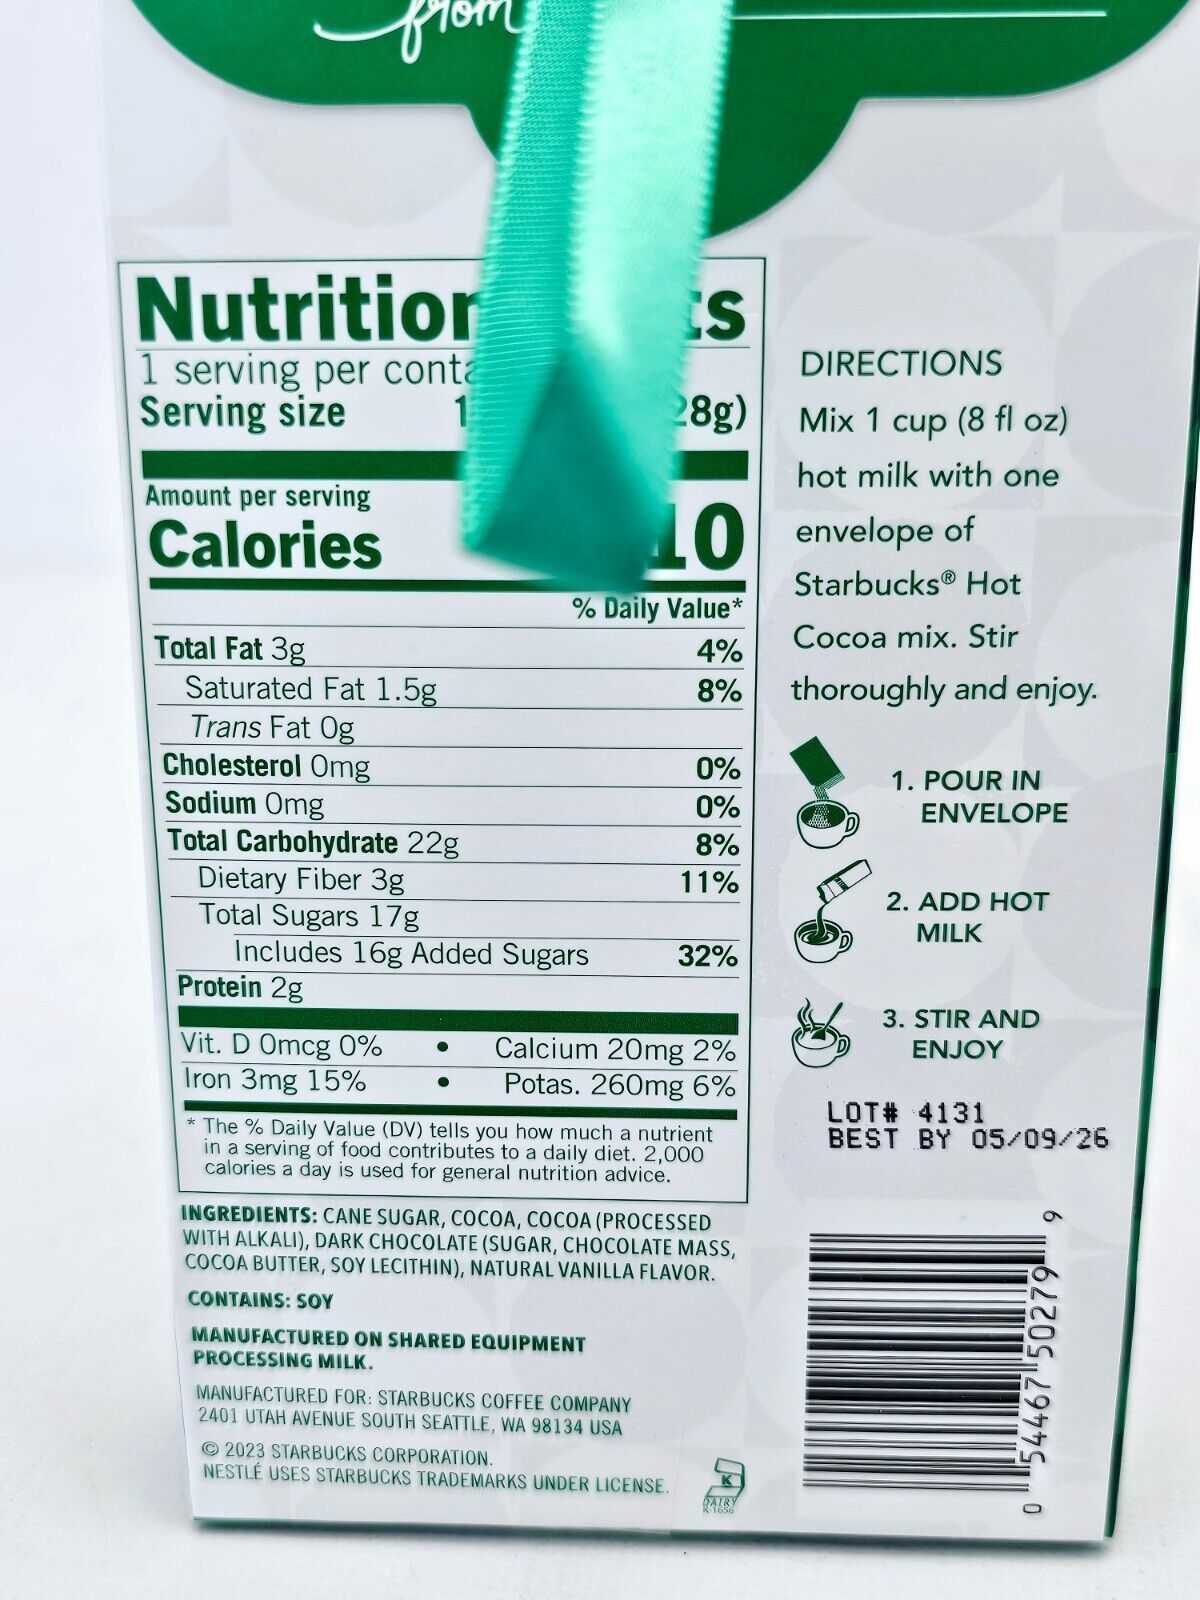 from
Nutrition
1 serving per
Serving size 28g)
Amount per serving
Calories 10
% Daily Value*
Total Fat 3g 4%
Saturated Fat 1.5g 8%
Trans Fat 0g
Cholesterol 0mg 0%
Sodium 0mg 0%
Total Carbohydrate 22g 8%
Dietary Fiber 3g 11%
Total Sugars 17g
Includes 16g Added Sugars 32%
Protein 2g
Vit. D 0mcg 0% • Calcium 20mg 2%
Iron 3mg 15% • Potas. 260mg 6%
* The % Daily Value (DV) tells you how much a nutrient
in a serving of food contributes to a daily diet. 2,000
calories a day is used for general nutrition advice.
INGREDIENTS: CANE SUGAR, COCOA, COCOA (PROCESSED
WITH ALKALI), DARK CHOCOLATE (SUGAR, CHOCOLATE MASS,
COCOA BUTTER, SOY LECITHIN), NATURAL VANILLA FLAVOR.
CONTAINS: SOY
MANUFACTURED ON SHARED EQUIPMENT
PROCESSING MILK.
MANUFACTURED FOR: STARBUCKS COFFEE COMPANY
2401 UTAH AVENUE SOUTH SEATTLE, WA 98134 USA
© 2023 STARBUCKS CORPORATION.
NESTLÉ USES STARBUCKS TRADEMARKS UNDER LICENSE.
K
DAIRY
K-1656
DIRECTIONS
Mix 1 cup (8 fl oz)
hot milk with one
envelope of
Starbucks® Hot
Cocoa mix. Stir
thoroughly and enjoy.
1. POUR IN
ENVELOPE
2. ADD HOT
MILK
3. STIR AND
ENJOY
LOT# 4131
BEST BY 05/09/26
0 54467 50279 6